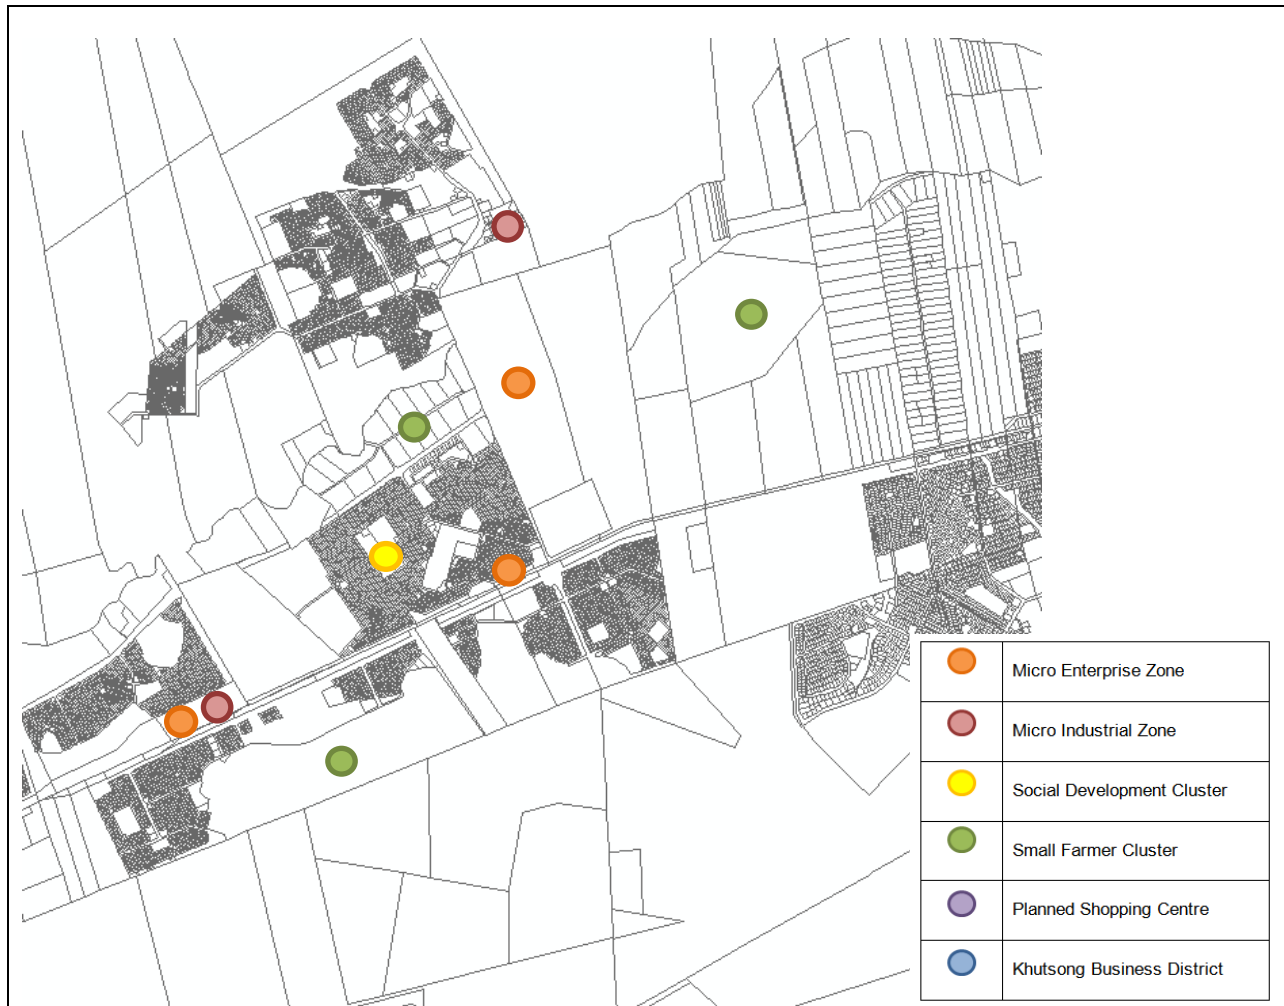 Micro Enterprise Zone
Micro Industrial Zone
Social Development Cluster
Small Farmer Cluster
Planned Shopping Centre
Khutsong Business District